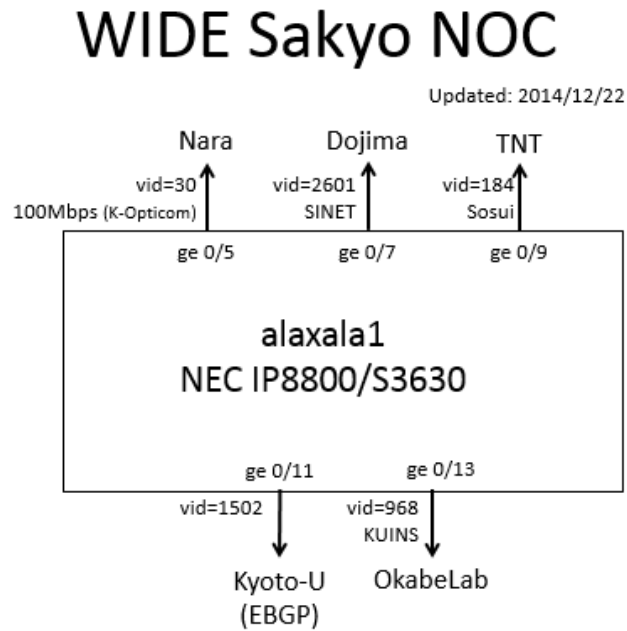 WIDE Sakyo NOC
Updated: 2014/12/22
Nara
Dojima
TNT
vid=30
vid=2601
vid=184
100Mbps (K-Opticom)
SINET
Sosui
ge 0/5
ge 0/7
ge 0/9
alaxala1
NEC IP8800/S3630
ge 0/11
ge 0/13
vid=1502
vid=968
KUINS
Kyoto-U
(EBGP)
OkabeLab